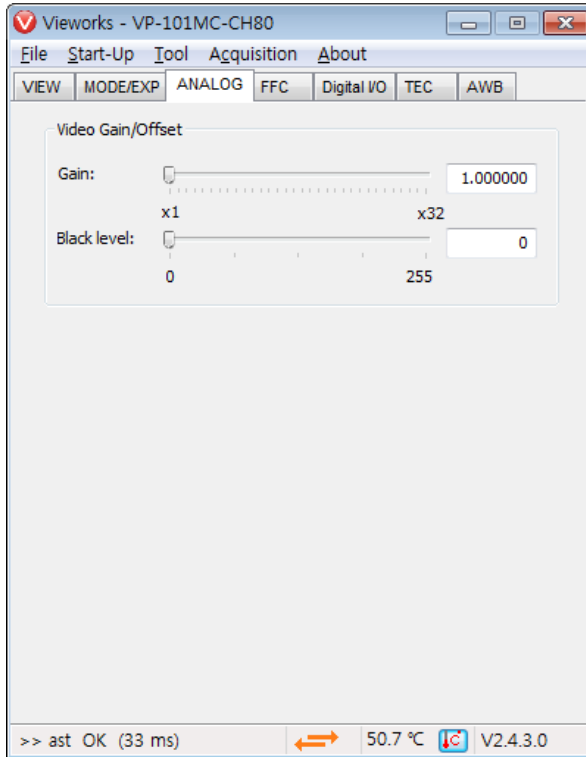 Vieworks - VP-101MC-CH80
File Start-Up Tool Acquisition About
VIEW MODE/EXP ANALOG FFC Digital I/O TEC AWB
Video Gain/Offset
Gain: 1.000000
x1 x32
Black level: 0
0 255
>> ast OK (33 ms) 50.7 ℃ C V2.4.3.0